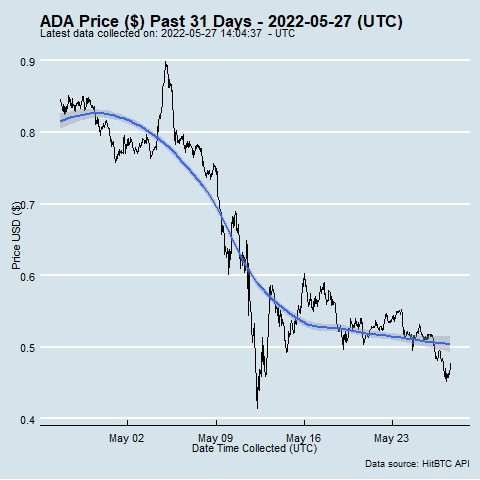 ADA Price ($) Past 31 Days - 2022-05-27 (UTC)
Latest data collected on: 2022-05-27 14:04:37 - UTC
Price USD ($)
0.9
0.8
0.7
0.6
0.5
0.4
May 02 May 09 May 16 May 23
Date Time Collected (UTC)
Data source: HitBTC API